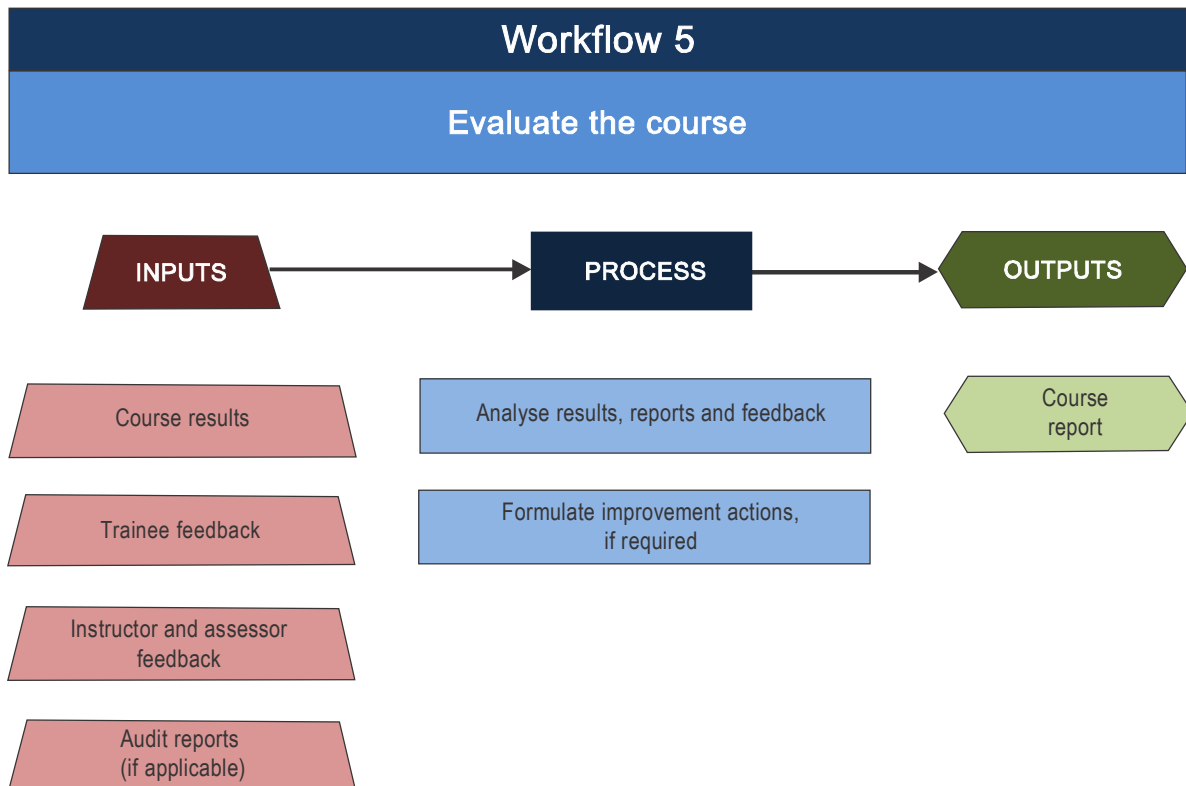 Workflow 5
Evaluate the course
INPUTS
PROCESS
OUTPUTS
Course results
Analyse results, reports and feedback
Course
report
Trainee feedback
Formulate improvement actions,
if required
Instructor and assessor
feedback
Audit reports
(if applicable)